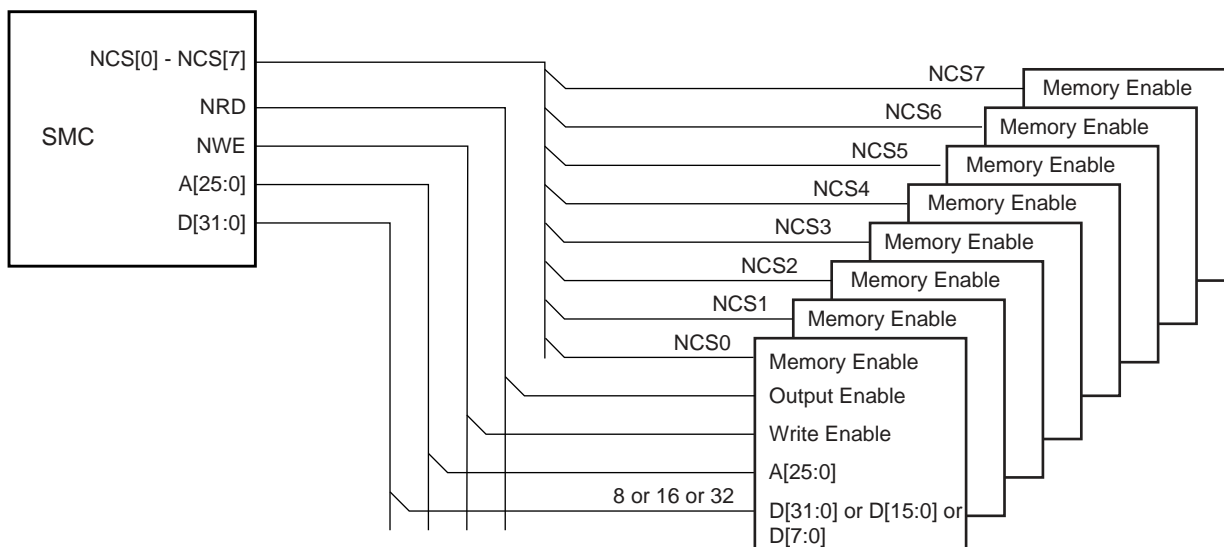 SMC
NCS[0] - NCS[7]
NRD
NWE
A[25:0]
D[31:0]
NCS7
Memory Enable
NCS6
Memory Enable
NCS5
Memory Enable
NCS4
Memory Enable
NCS3
Memory Enable
NCS2
Memory Enable
NCS1
Memory Enable
NCS0
Memory Enable
Output Enable
Write Enable
A[25:0]
8 or 16 or 32
D[31:0] or D[15:0] or
D[7:0]